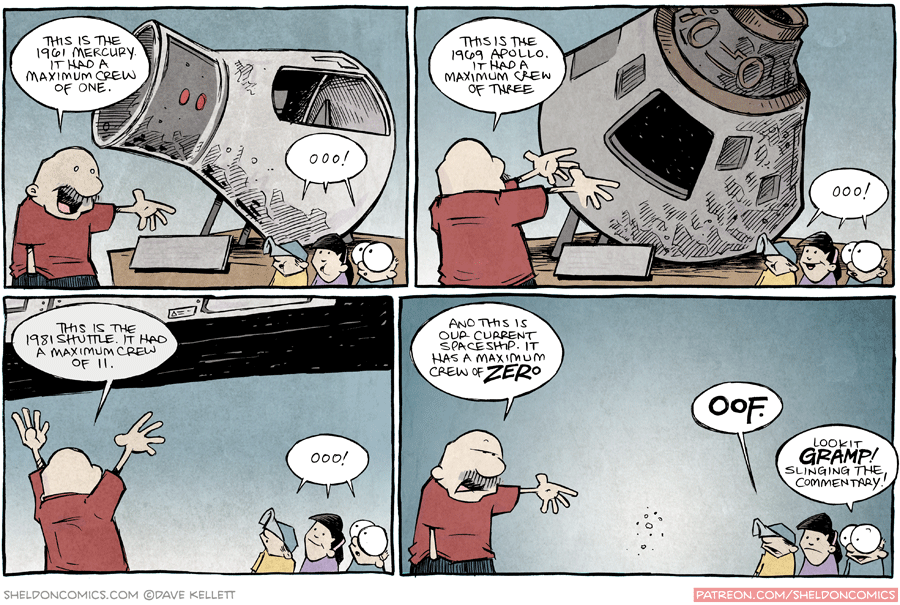 THIS IS THE
1961 MERCURY.
IT HAD A
MAXIMUM CREW
OF ONE.
OOO!
THIS IS THE
1969 APOLLO.
IT HAD A
MAXIMUM CREW
OF THREE
OOO!
THIS IS THE
1981 SHUTTLE. IT HAD
A MAXIMUM CREW
OF 11.
OOO!
AND THIS IS
OUR CURRENT
SPACESHIP. IT
HAS A MAXIMUM
CREW OF ZERO
OOF.
LOOKIT
GRAMP!
SLINGING THE
COMMENTARY!
SHELDONCOMICS.COM ©DAVE KELLETT
PATREON.COM/SHELDONCOMICS